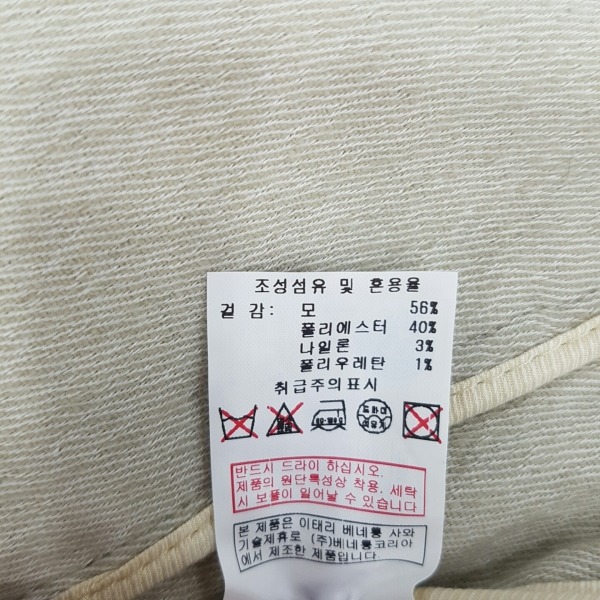 조성섬유 및 혼용율
겉 감: 모 56%
폴리에스터 40%
나일론 3%
폴리우레탄 1%
취급주의표시
드라이
반드시 드라이 하십시오.
제품의 원단특성상 착용, 세탁
시 보풀이 일어날 수 있습니다
본 제품은 이태리 베네통 사와
기술제휴로 (주)베네통코리아
에서 제조한 제품입니다.